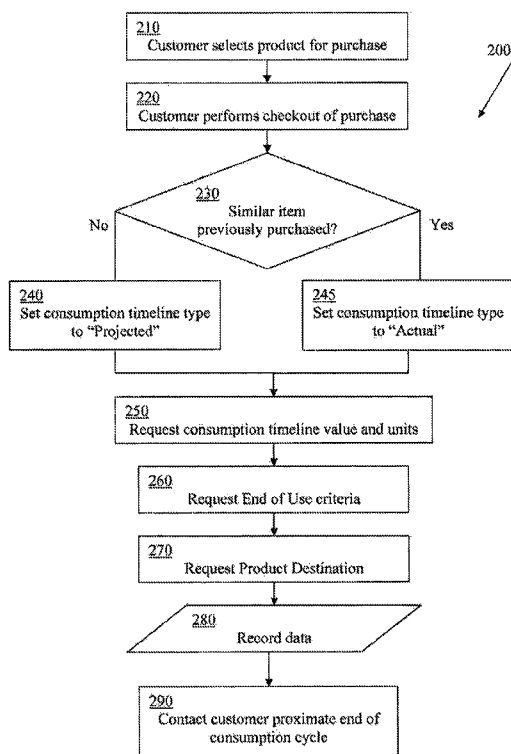 210
Customer selects product for purchase
200
220
Customer performs checkout of purchase
230
Similar item
previously purchased?
No
Yes
240
Set consumption timeline type
to “Projected”
245
Set consumption timeline type
to “Actual”
250
Request consumption timeline value and units
260
Request End of Use criteria
270
Request Product Destination
280
Record data
290
Contact customer proximate end of
consumption cycle